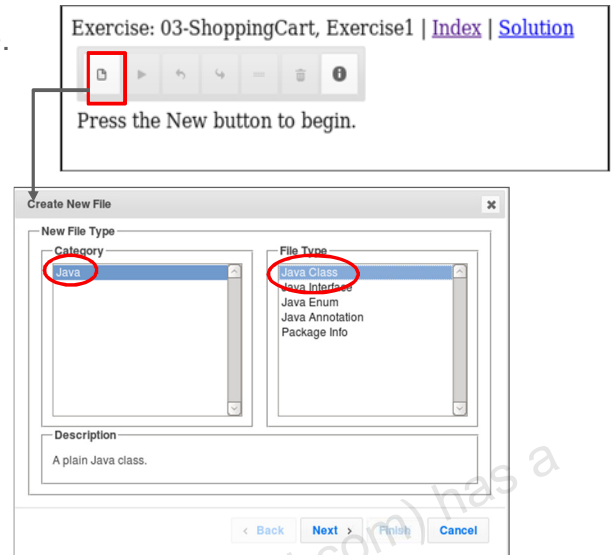 .
Exercise: 03-ShoppingCart, Exercise1 | Index | Solution
Press the New button to begin.
Create New File
New File Type
Category
Java
File Type
Java Class
Java Interface
Java Enum
Java Annotation
Package Info
Description
A plain Java class.
< Back Next > Finish Cancel
com) has a